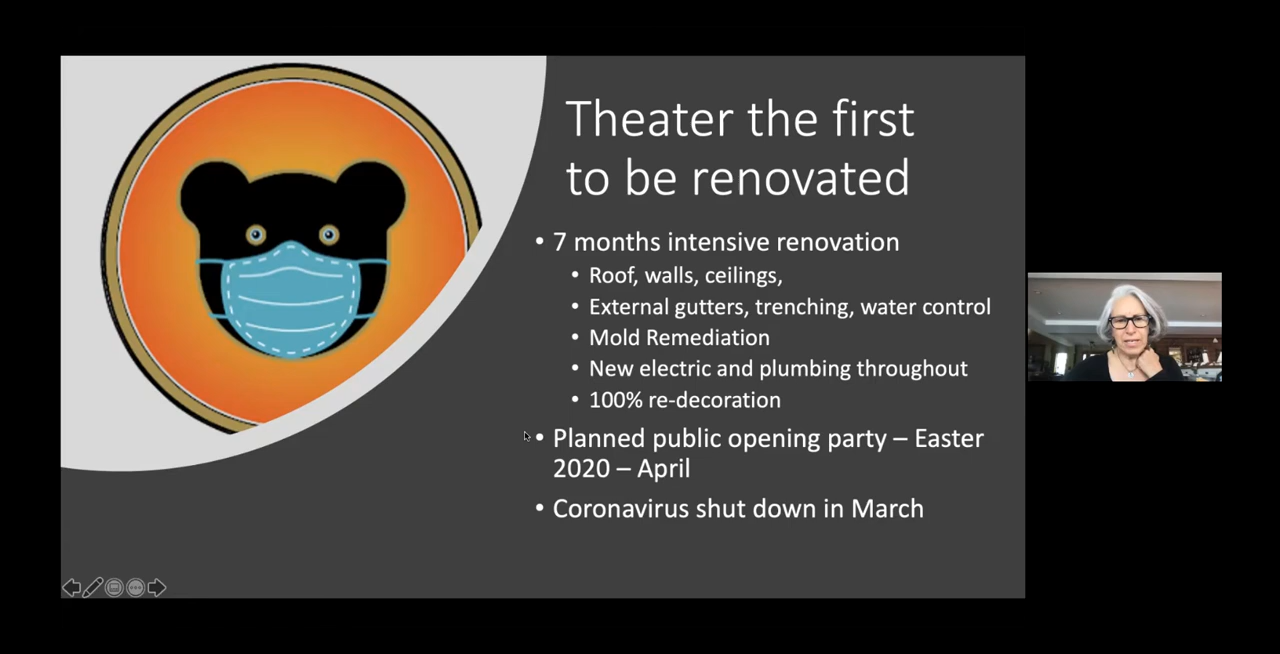 Theater the first
to be renovated
• 7 months intensive renovation
• Roof, walls, ceilings,
• External gutters, trenching, water control
• Mold Remediation
• New electric and plumbing throughout
• 100% re-decoration
• Planned public opening party – Easter
2020 – April
• Coronavirus shut down in March